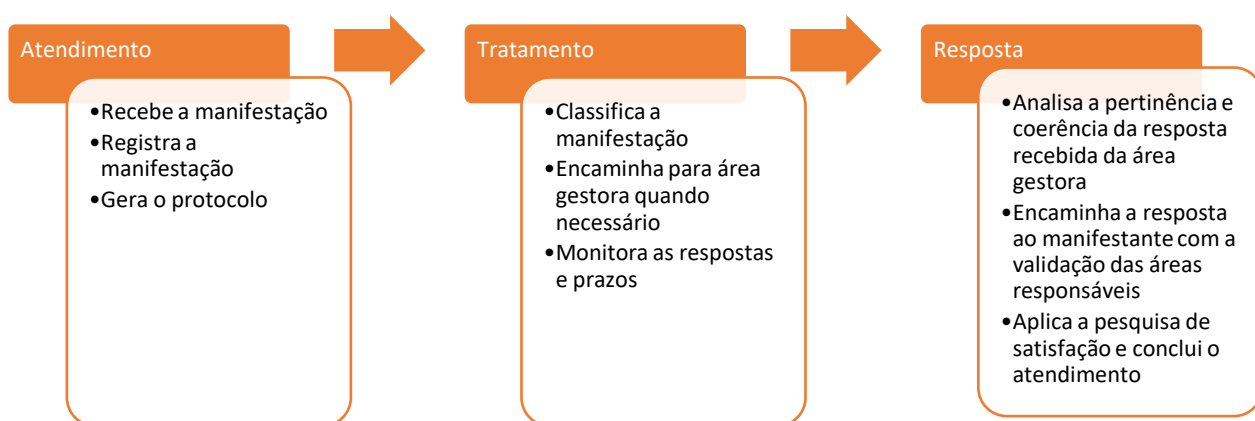 Atendimento
•Recebe a manifestação
•Registra a
manifestação
•Gera o protocolo
Tratamento
•Classifica a
manifestação
•Encaminha para área
gestora quando
necessário
•Monitora as respostas
e prazos
Resposta
•Analisa a pertinência e
coerência da resposta
recebida da área
gestora
•Encaminha a resposta
ao manifestante com a
validação das áreas
responsáveis
•Aplica a pesquisa de
satisfação e conclui o
atendimento